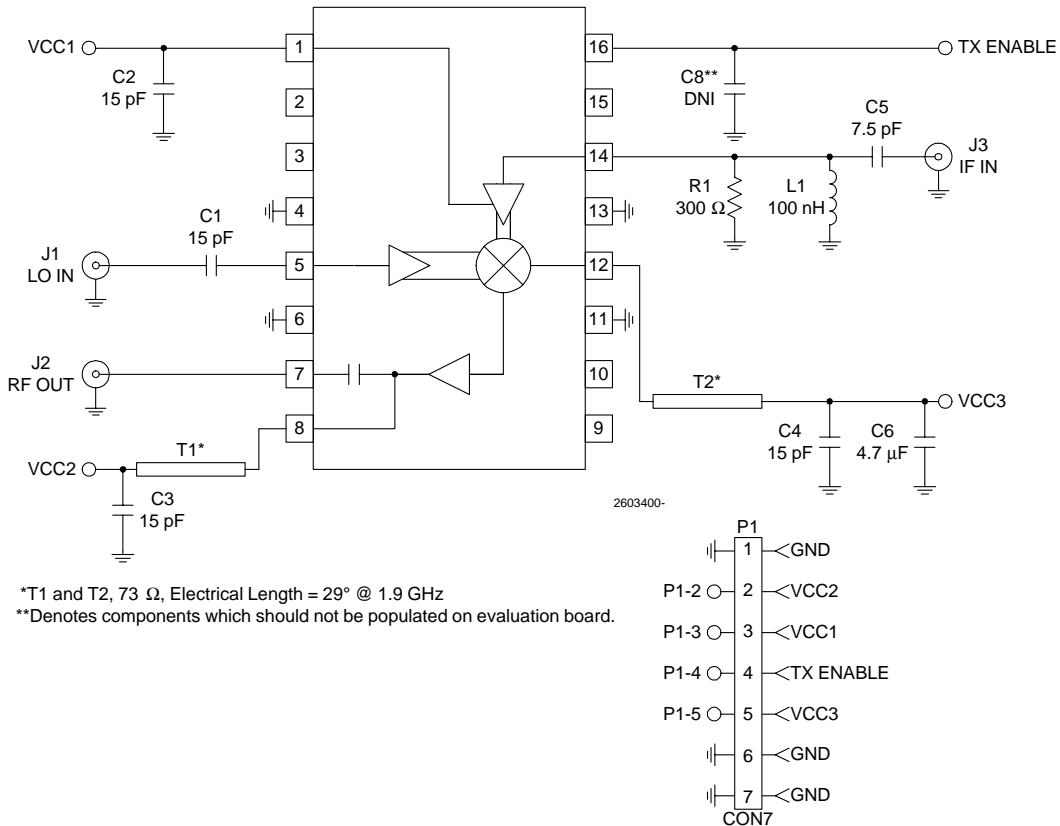 VCC1
C2
15 pF
1
2
3
4
5
6
7
8
16
15
14
13
12
11
10
9
TX ENABLE
C8**
DNI
C5
7.5 pF
J3
IF IN
R1
300 Ω
L1
100 nH
C1
15 pF
J1
LO IN
J2
RF OUT
T1*
VCC2
C3
15 pF
T2*
VCC3
C4
15 pF
C6
4.7 μF
2603400-
*T1 and T2, 73 Ω, Electrical Length = 29° @ 1.9 GHz
**Denotes components which should not be populated on evaluation board.
P1
1 GND
P1-2 2 VCC2
P1-3 3 VCC1
P1-4 4 TX ENABLE
P1-5 5 VCC3
6 GND
7 GND
CON7